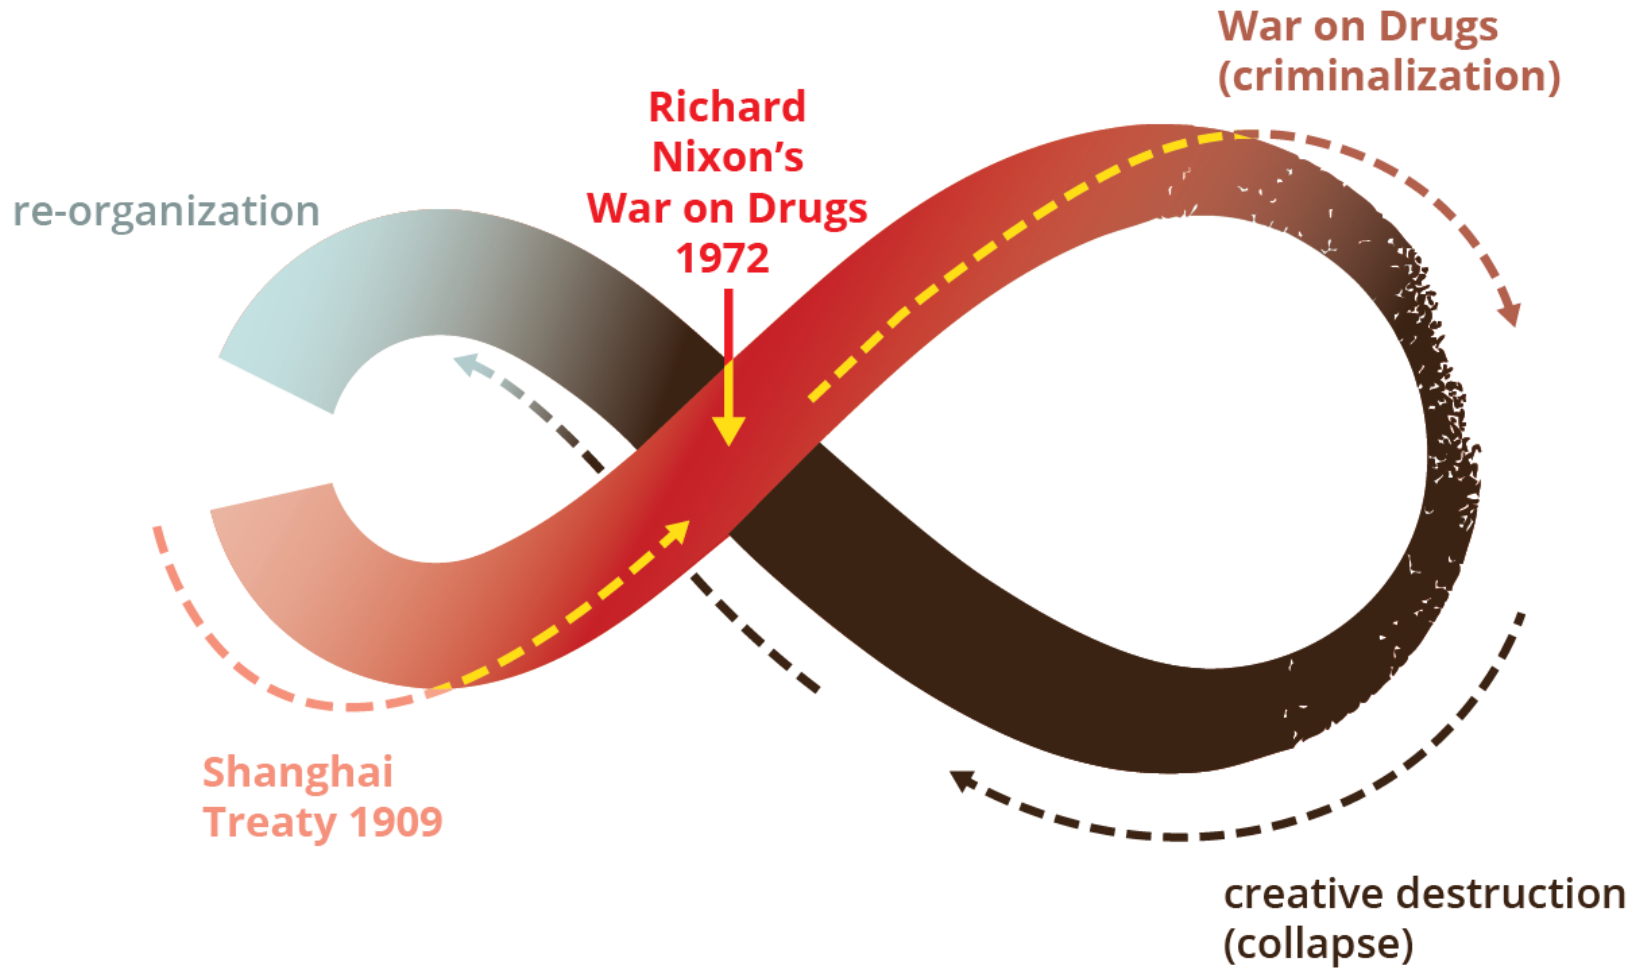 War on Drugs
(criminalization)
Richard
Nixon’s
War on Drugs
1972
re-organization
Shanghai
Treaty 1909
creative destruction
(collapse)